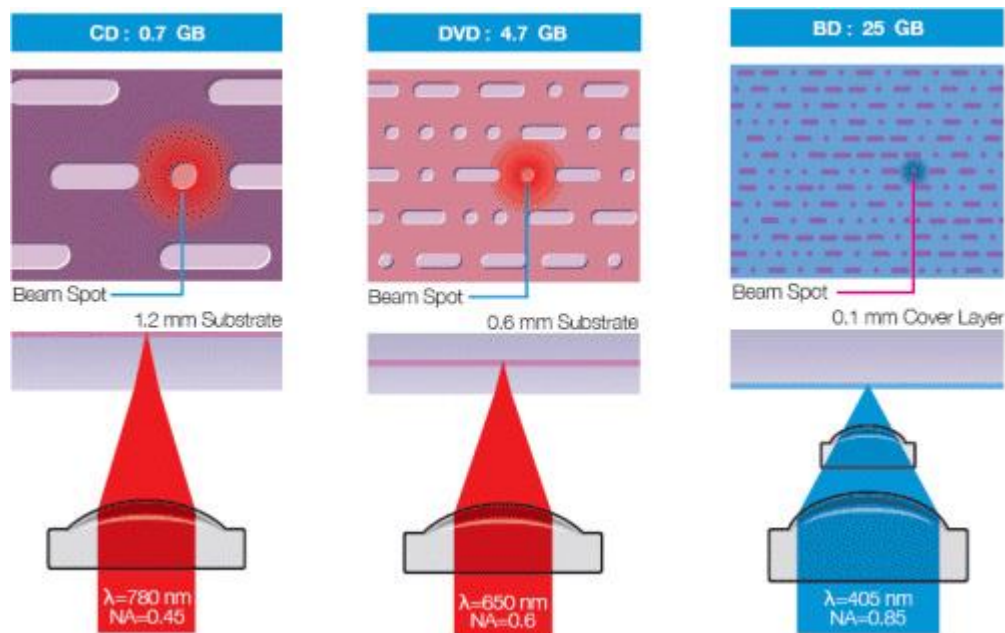 CD : 0.7 GB
DVD : 4.7 GB
BD : 25 GB
Beam Spot
Beam Spot
Beam Spot
1.2 mm Substrate
0.6 mm Substrate
0.1 mm Cover Layer
λ=780 nm
NA=0.45
λ=650 nm
NA=0.6
λ=405 nm
NA=0.85